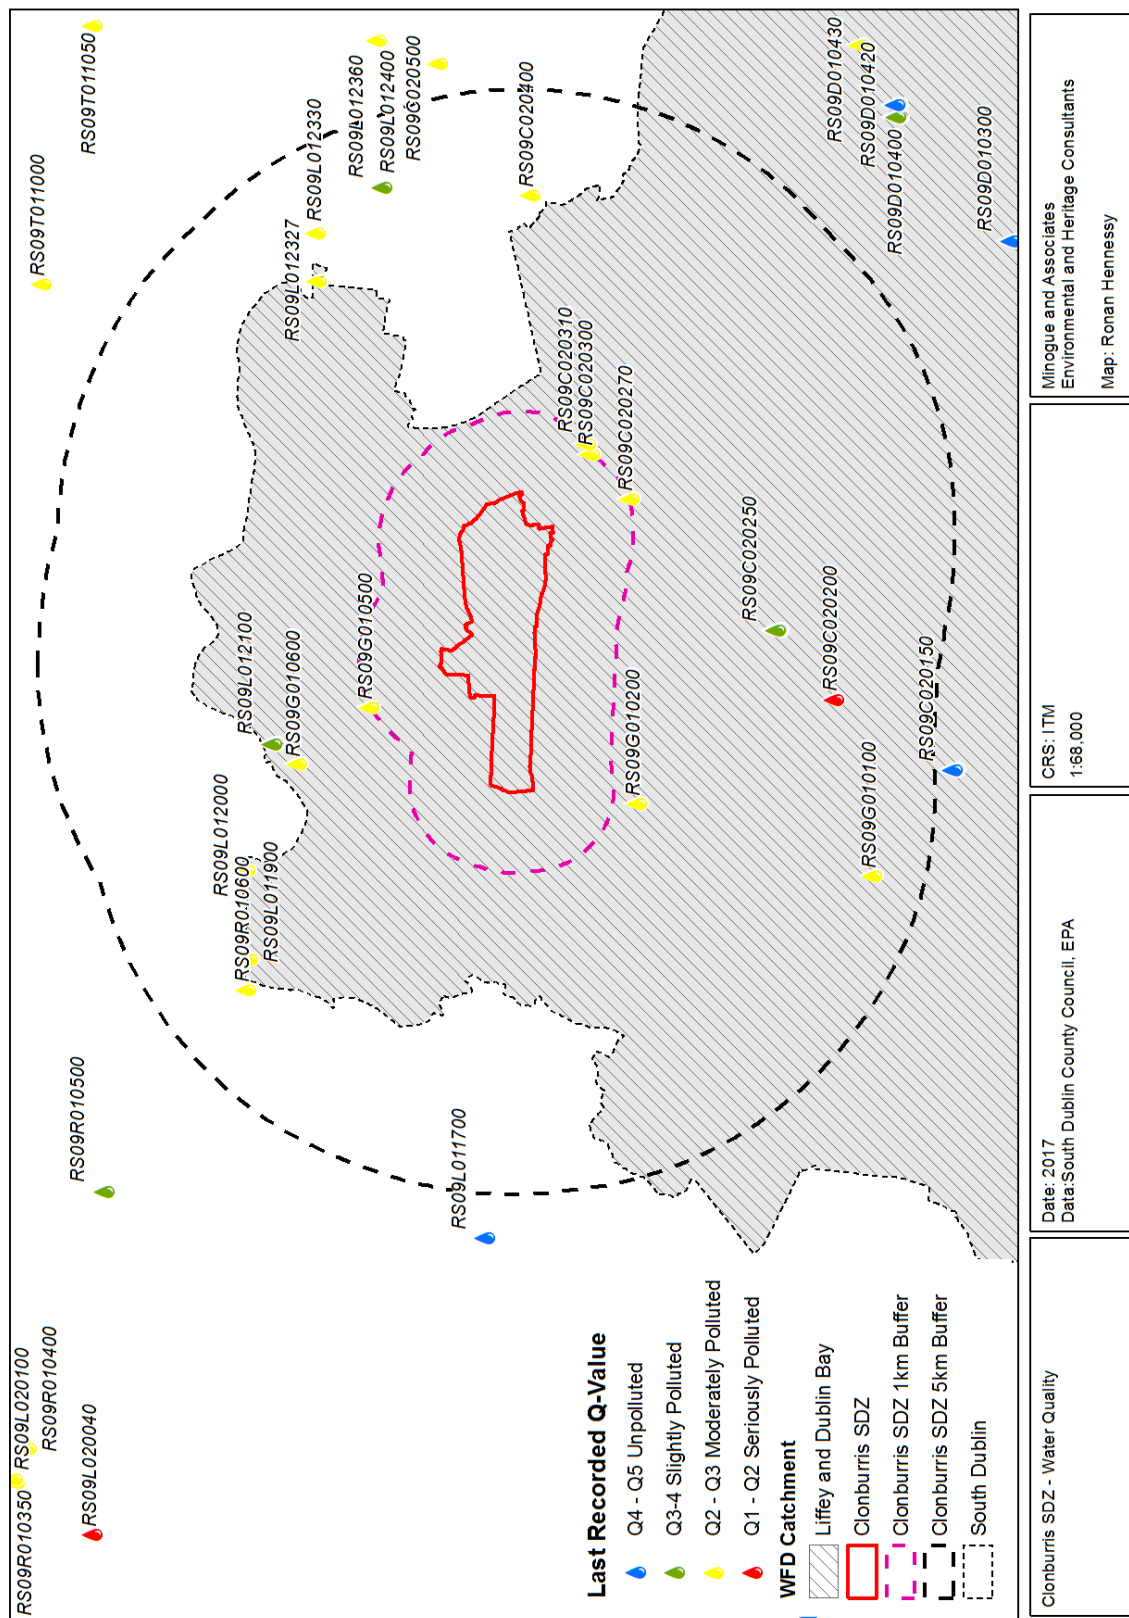 RS09R010350
RS09L020100
RS09R010400
RS09L020040
RS09R010500
RS09L011700
RS09R010600
RS09L011900
RS09L012000
RS09L012100
RS09G010600
RS09G010500
RS09G010200
RS09G010100
RS09C020150
RS09C020200
RS09C020250
RS09C020270
RS09C020300
RS09C020310
RS09C020400
RS09L012327
RS09L012330
RS09L012360
RS09L012400
RS09C020500
RS09T011000
RS09T011050
RS09D010430
RS09D010420
RS09D010400
RS09D010300
Last Recorded Q-Value
Q4 - Q5 Unpolluted
Q3-4 Slightly Polluted
Q2 - Q3 Moderately Polluted
Q1 - Q2 Seriously Polluted
WFD Catchment
Liffey and Dublin Bay
Clonburris SDZ
Clonburris SDZ 1km Buffer
Clonburris SDZ 5km Buffer
South Dublin
Clonburris SDZ - Water Quality
Date: 2017
Data:South Dublin County Council, EPA
CRS: ITM
1:68,000
Minogue and Associates
Environmental and Heritage Consultants
Map: Ronan Hennessy